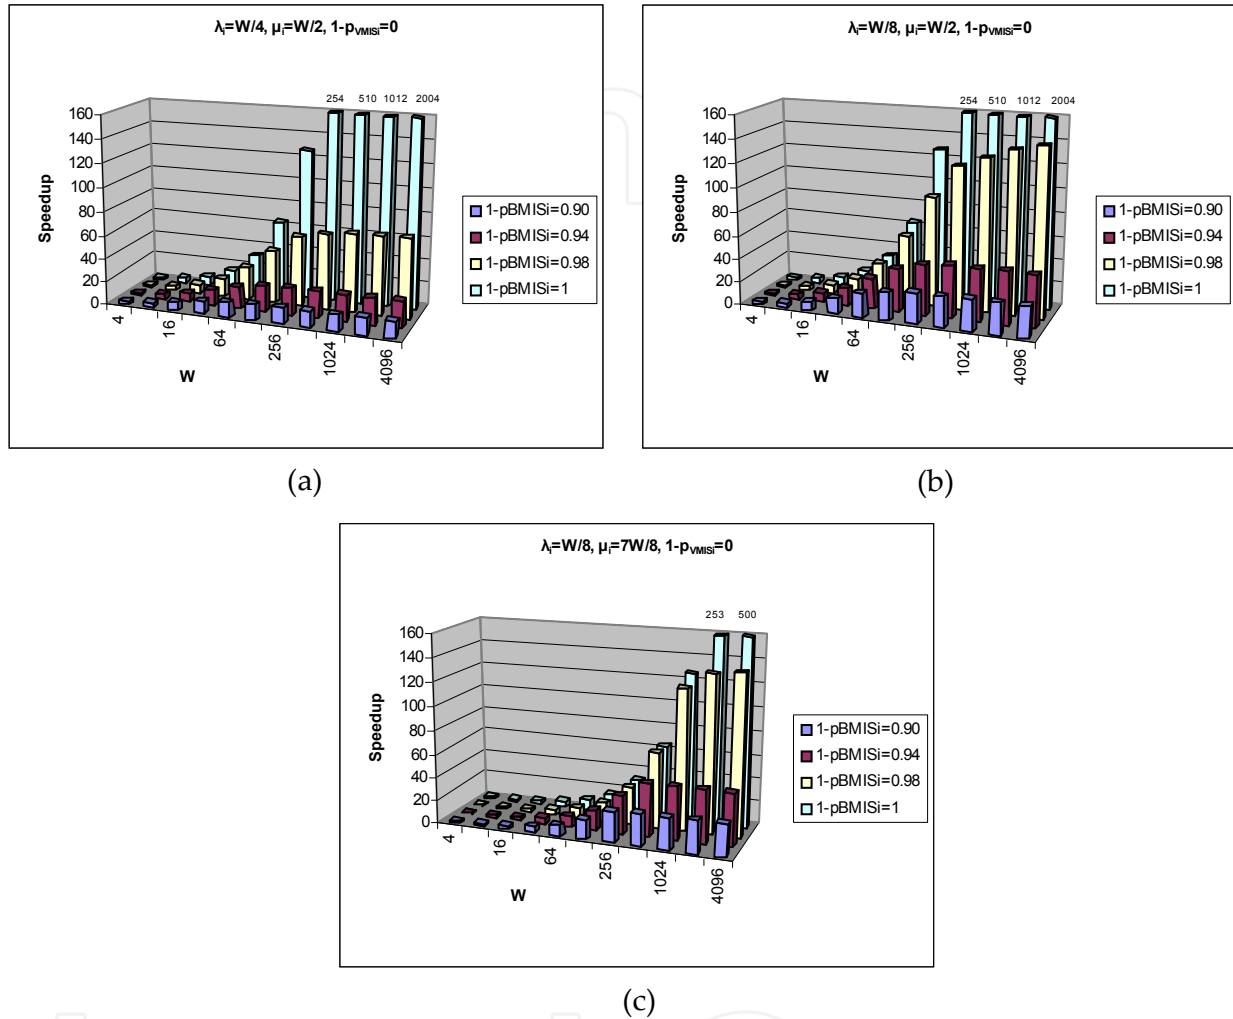 λi=W/4, μi=W/2, 1-pVMISi=0
254 510 1012 2004
160
140
120
100
80
60
40
20
0
Speedup
4 16 64 256 1024 4096
W
1-pBMISi=0.90
1-pBMISi=0.94
1-pBMISi=0.98
1-pBMISi=1
(a)
λi=W/8, μi=W/2, 1-pVMISi=0
254 510 1012 2004
160
140
120
100
80
60
40
20
0
Speedup
4 16 64 256 1024 4096
W
1-pBMISi=0.90
1-pBMISi=0.94
1-pBMISi=0.98
1-pBMISi=1
(b)
λi=W/8, μi=7W/8, 1-pVMISi=0
253 500
160
140
120
100
80
60
40
20
0
Speedup
4 16 64 256 1024 4096
W
1-pBMISi=0.90
1-pBMISi=0.94
1-pBMISi=0.98
1-pBMISi=1
(c)